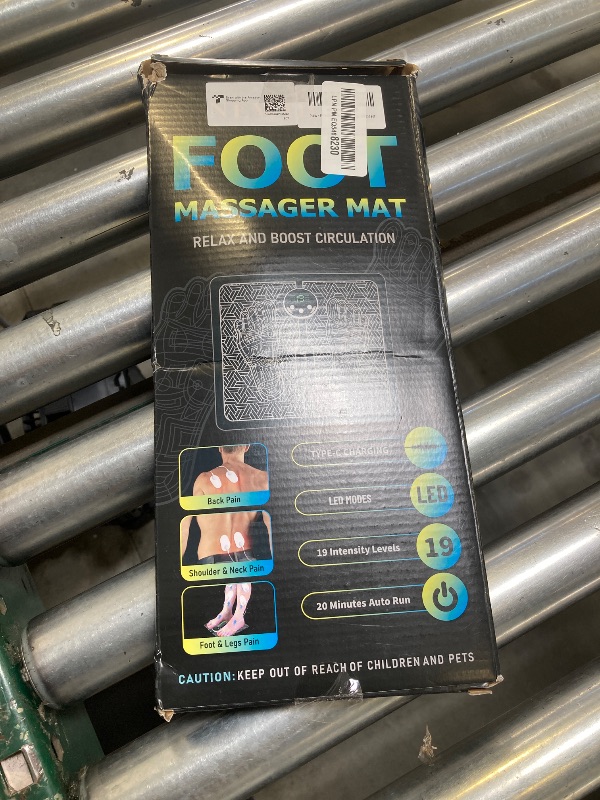 FOOT
MASSAGER MAT
RELAX AND BOOST CIRCULATION
TYPE-C CHARGING
Back Pain
LED MODES
LED
Shoulder & Neck Pain
19 Intensity Levels
19
20 Minutes Auto Run
Foot & Legs Pain
CAUTION: KEEP OUT OF REACH OF CHILDREN AND PETS